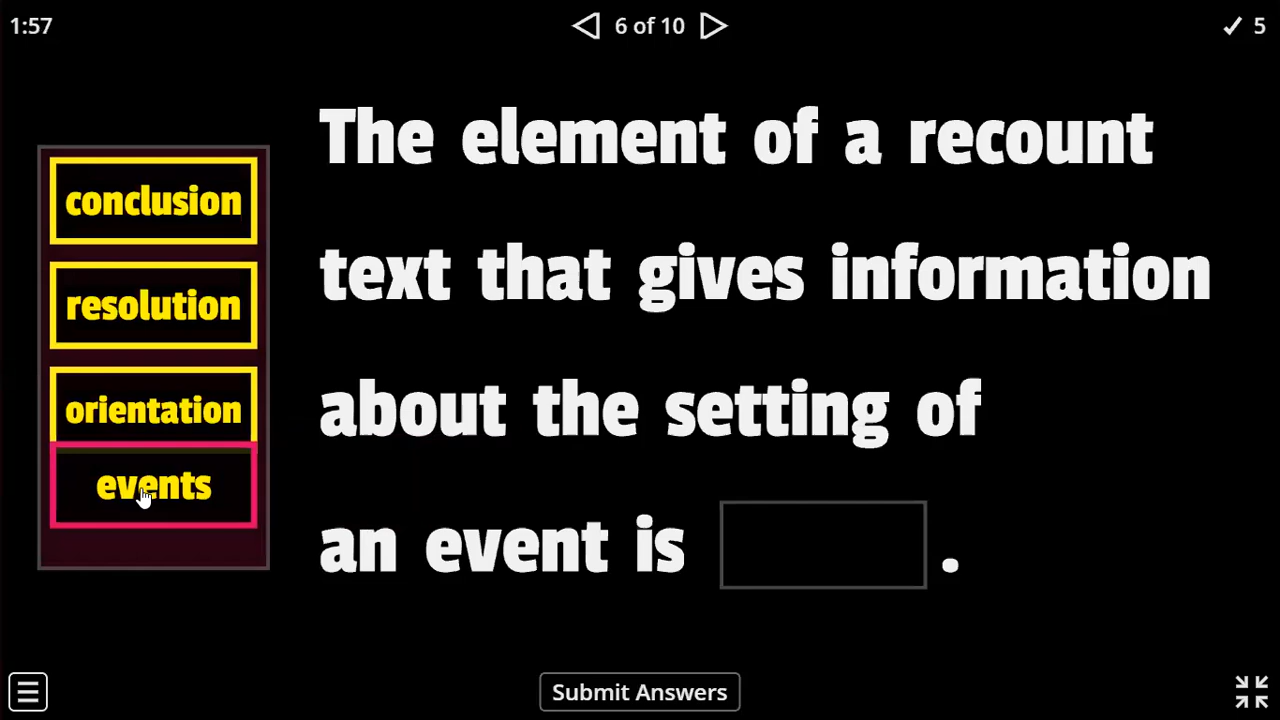 1:57
6 of 10
✓ 5
conclusion
resolution
orientation
events
The element of a recount
text that gives information
about the setting of
an event is .
Submit Answers